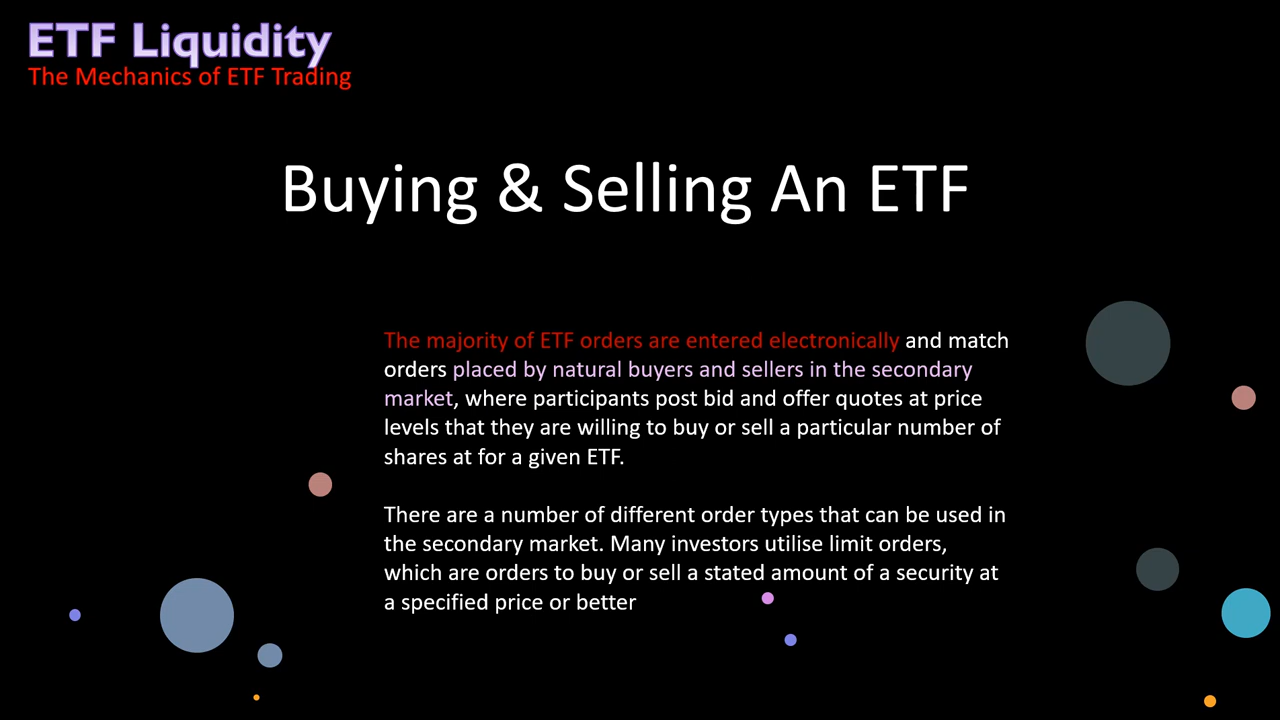 ETF Liquidity
The Mechanics of ETF Trading
Buying & Selling An ETF
The majority of ETF orders are entered electronically and match
orders placed by natural buyers and sellers in the secondary
market, where participants post bid and offer quotes at price
levels that they are willing to buy or sell a particular number of
shares at for a given ETF.
There are a number of different order types that can be used in
the secondary market. Many investors utilise limit orders,
which are orders to buy or sell a stated amount of a security at
a specified price or better